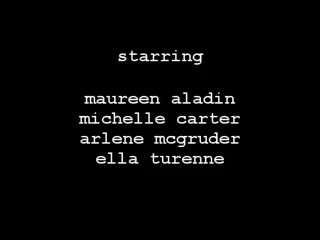 starring
maureen aladin
michelle carter
arlene mcgruder
ella turenne